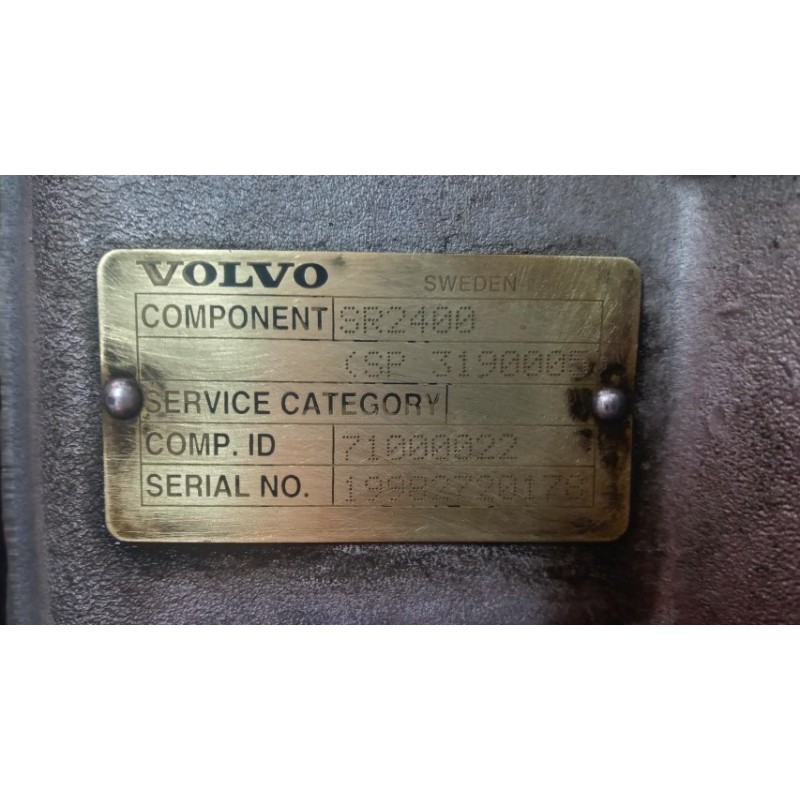 VOLVO SWEDEN
COMPONENT SR2400
(SP 3190005)
SERVICE CATEGORY
COMP. ID 71000022
SERIAL NO.